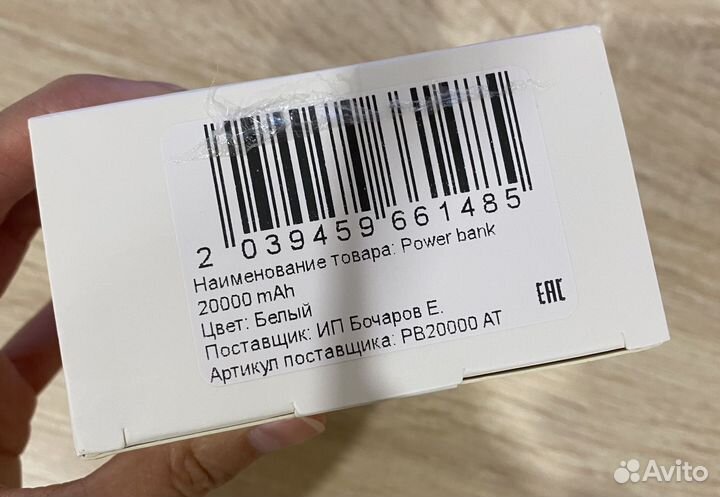 2 039459 661485
Наименование товара: Power bank
20000 mAh
Цвет: Белый
Поставщик: ИП Бочаров Е.
Артикул поставщика: PB20000 AT
EAC
Avito